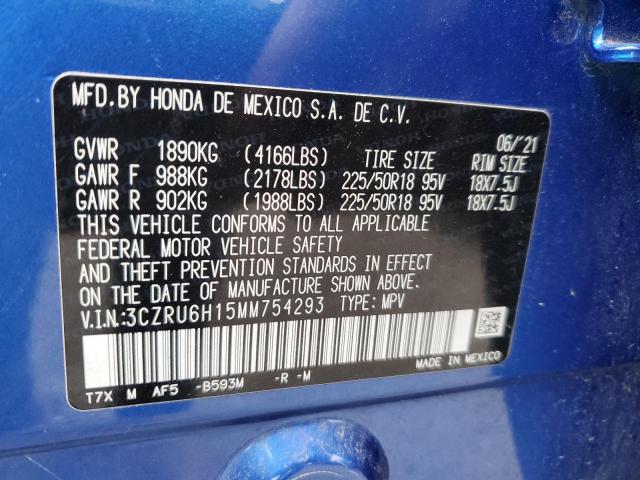 MFD.BY HONDA DE MEXICO S.A. DE C.V.
06/'21
GVWR 1890KG (4166LBS) TIRE SIZE RIM SIZE
GAWR F 988KG (2178LBS) 225/50R18 95V 18X7.5J
GAWR R 902KG (1988LBS) 225/50R18 95V 18X7.5J
THIS VEHICLE CONFORMS TO ALL APPLICABLE
FEDERAL MOTOR VEHICLE SAFETY
AND THEFT PREVENTION STANDARDS IN EFFECT
ON THE DATE OF MANUFACTURE SHOWN ABOVE.
V.I.N.:3CZRU6H15MM754293 TYPE: MPV
MADE IN MEXICO
T7X M AF5 -B593M -R -M